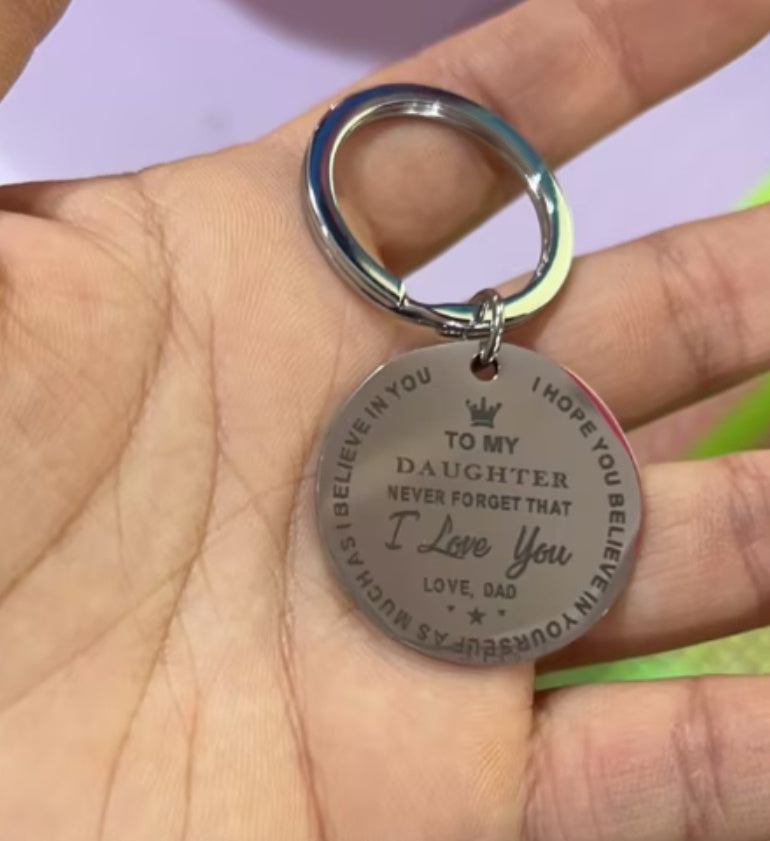 I HOPE YOU BELIEVE IN YOURSELF AS MUCH AS I BELIEVE IN YOU
TO MY
DAUGHTER
NEVER FORGET THAT
I Love You
LOVE, DAD